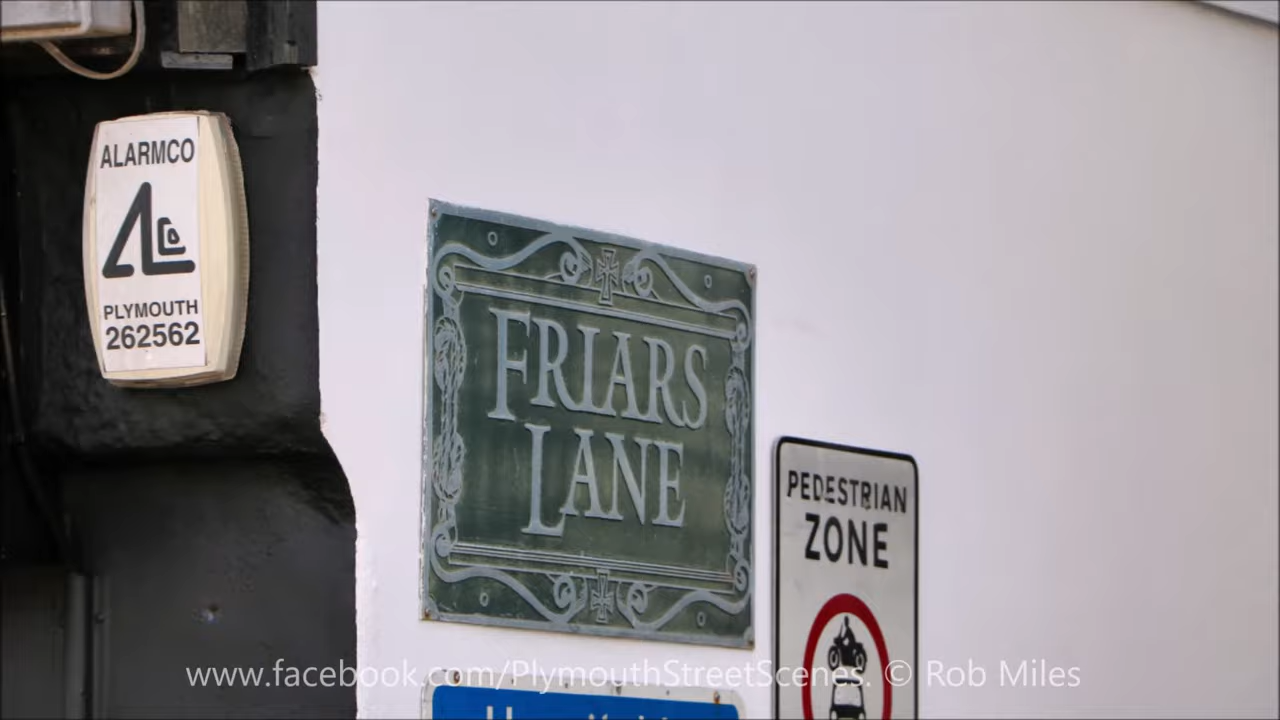 ALARMCO
PLYMOUTH
262562
FRIARS
LANE
PEDESTRIAN
ZONE
www.facebook.com/PlymouthStreetScenes. © Rob Miles